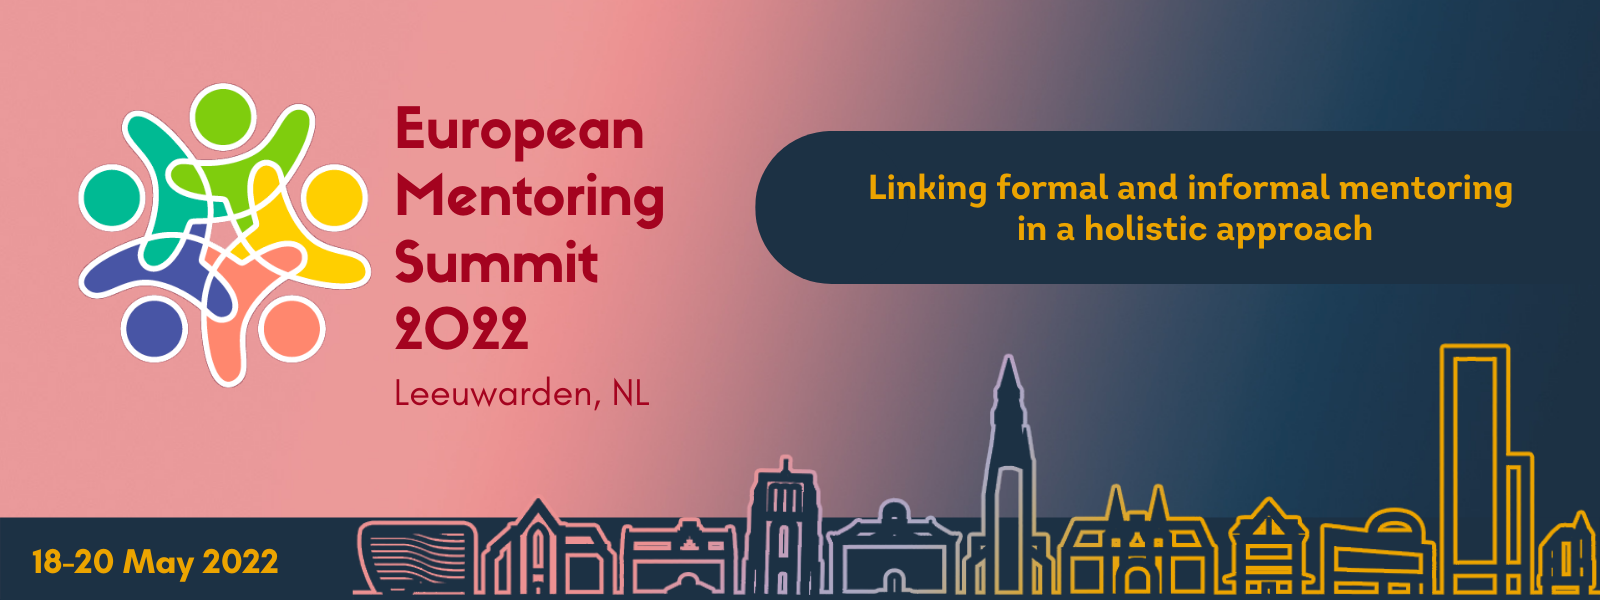 European
Mentoring
Summit
2022
Leeuwarden, NL
Linking formal and informal mentoring
in a holistic approach
18-20 May 2022